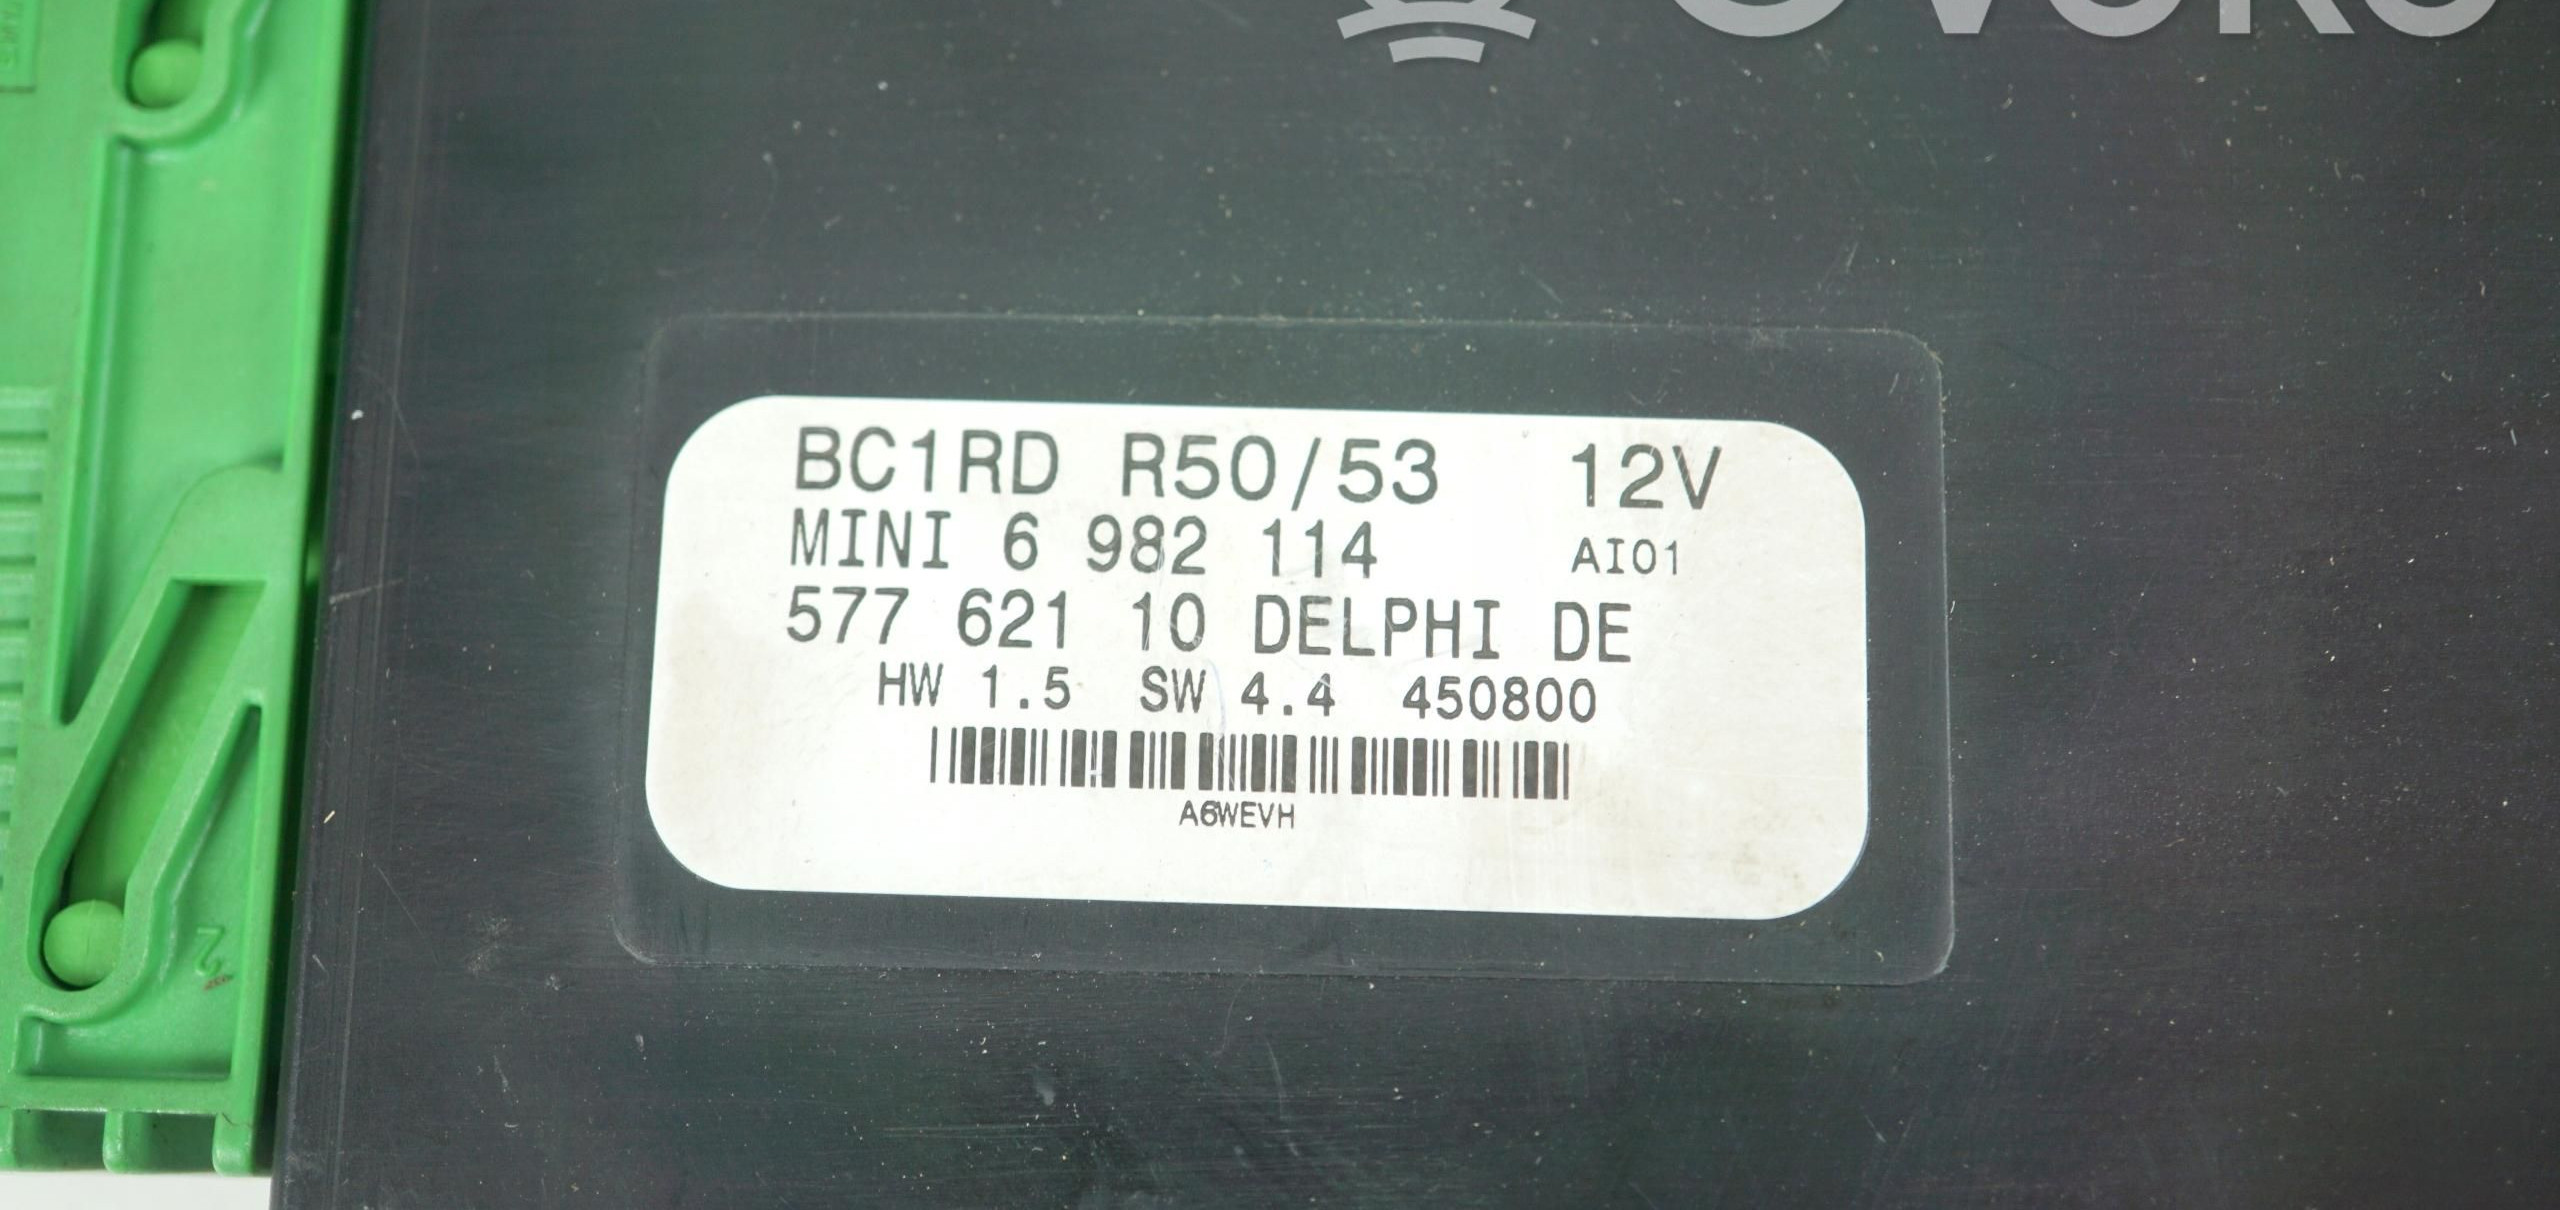 BC1RD R50/53 12V
MINI 6 982 114 AI01
577 621 10 DELPHI DE
HW 1.5 SW 4.4 450800
A6WEVH
2